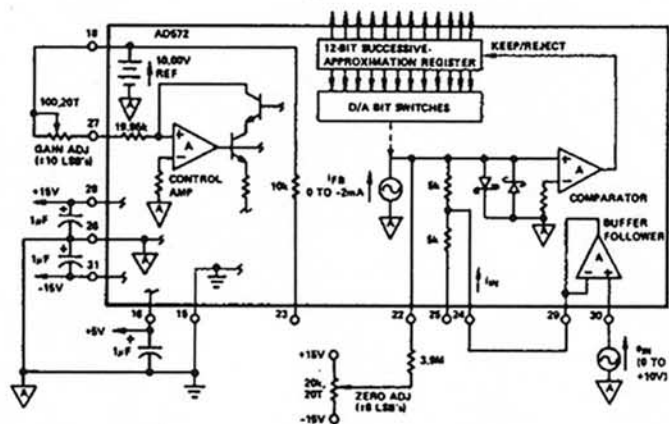 18
AD572
10.00V
REF
12-BIT SUCCESSIVE-
APPROXIMATION REGISTER
KEEP/REJECT
D/A BIT SWITCHES
100,20T
27
19.95k
GAIN ADJ
(±10 LSB's)
CONTROL
AMP
A
A
A
+15V
28
1µF
26
A
1µF
31
-15V
10k
iFB
0 TO -2mA
A
5k
5k
iIN
A
COMPARATOR
A
BUFFER
FOLLOWER
A
16
+5V
1µF
15
23
22
25
24
29
30
3.9M
+15V
20k,
20T
-15V
ZERO ADJ
(±8 LSB's)
eIN
(0 TO
+10V)
A
A